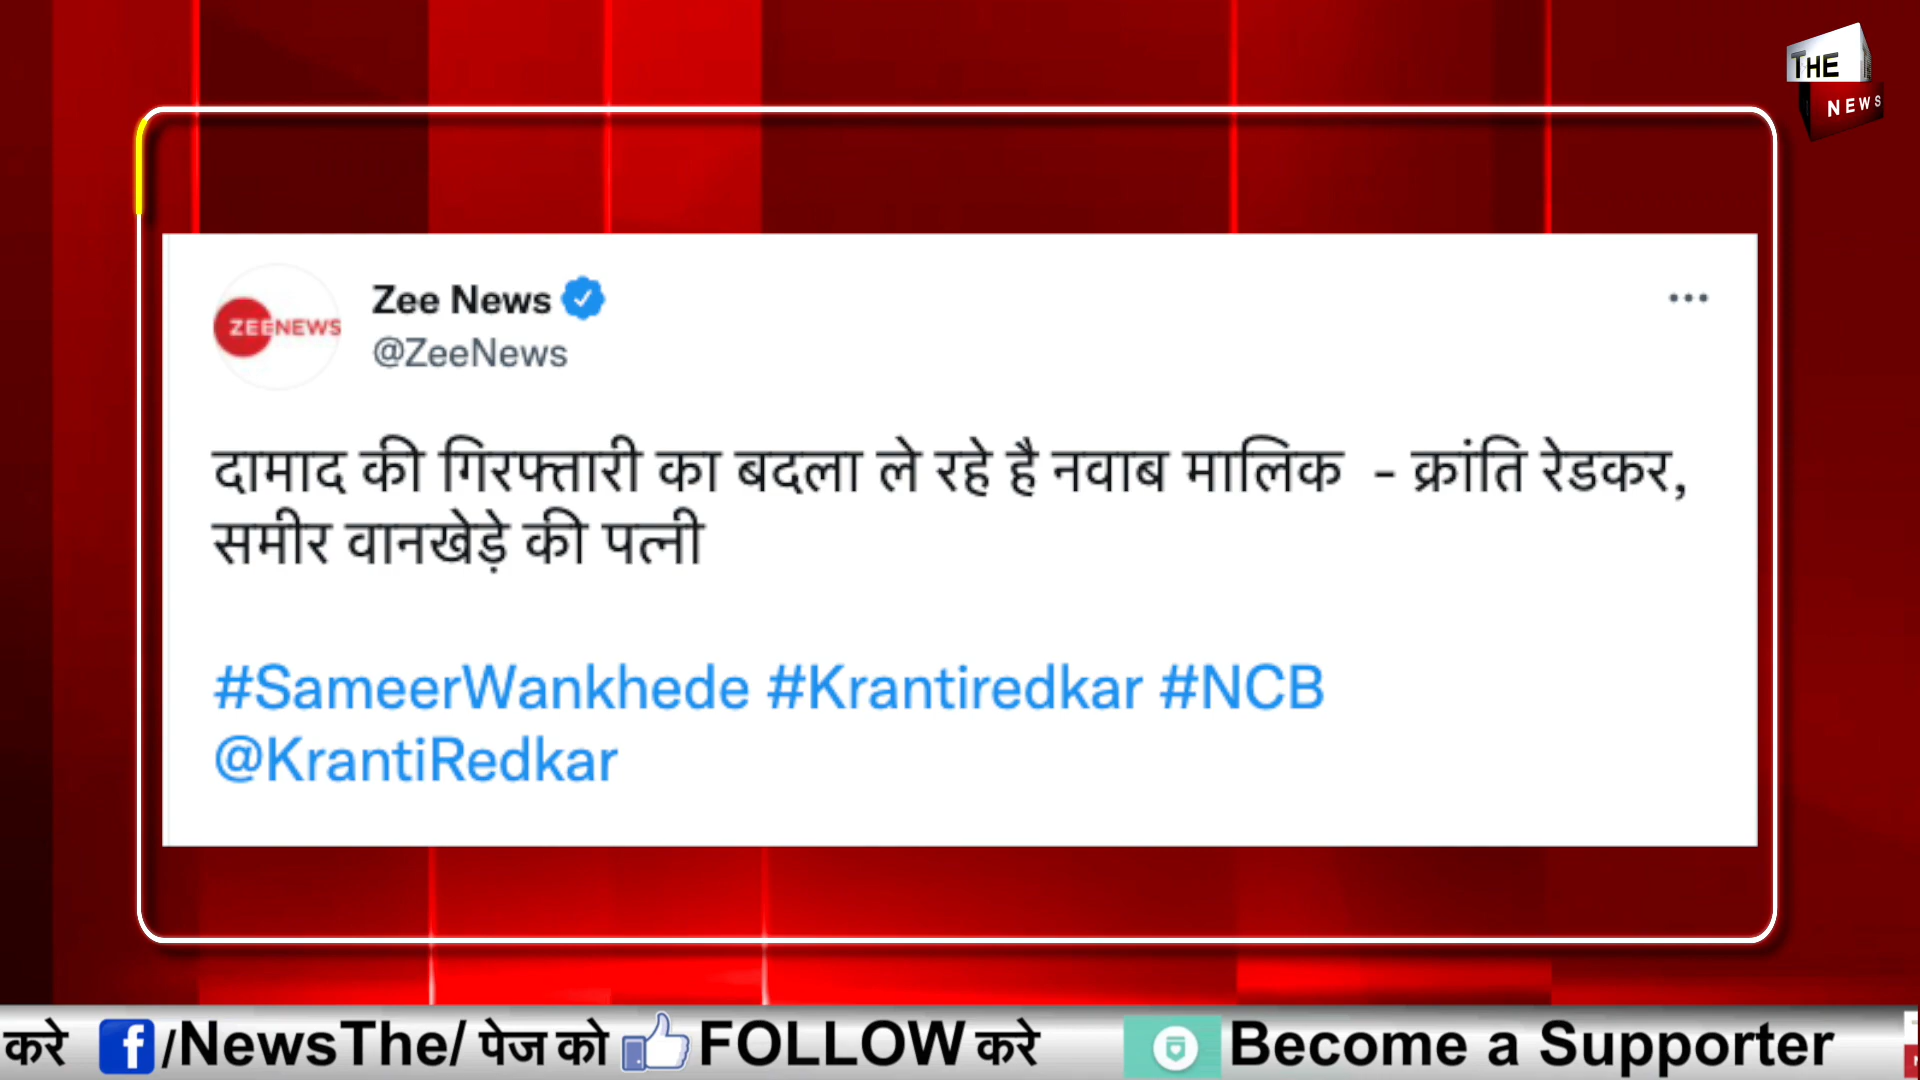 THE
NEWS
ZEENEWS
Zee News
@ZeeNews
दामाद की गिरफ्तारी का बदला ले रहे है नवाब मालिक - क्रांति रेडकर,
समीर वानखेड़े की पत्नी
#SameerWankhede #Krantiredkar #NCB
@KrantiRedkar
करे f/NewsThe/ पेज को FOLLOW करे Become a Supporter